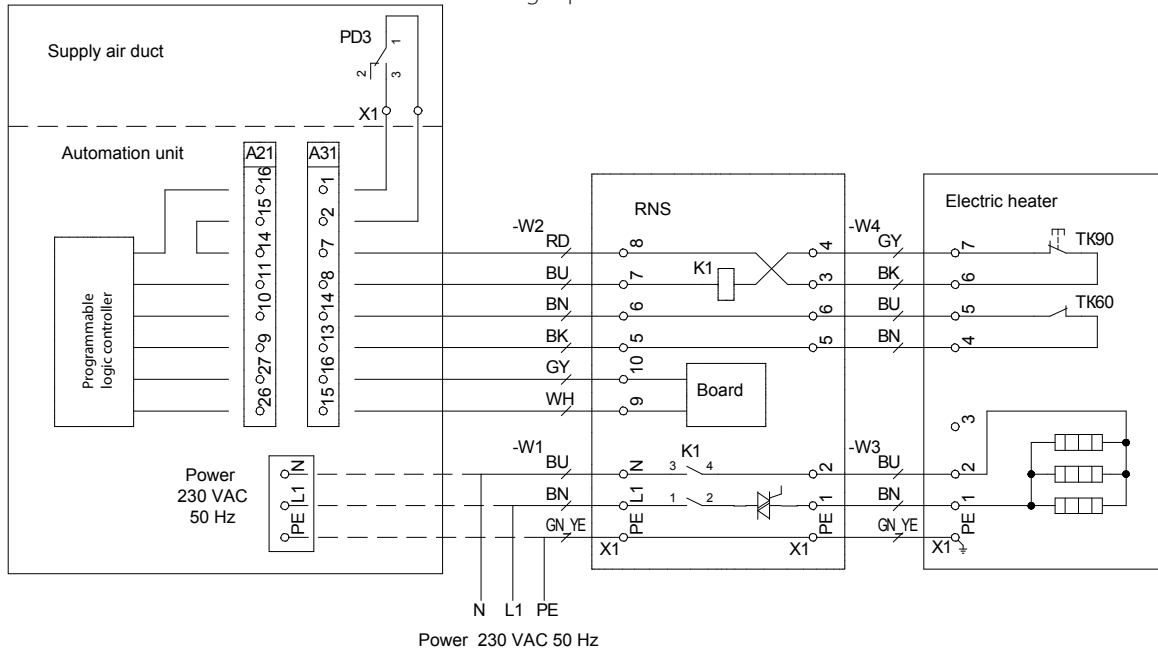 Supply air duct
PD3
1
2
3
X1
Automation unit
A21
A31
16
15
14
11
10
9
27
26
1
2
7
8
14
13
16
15
Programmable
logic controller
Power
230 VAC
50 Hz
N
L1
PE
-W2
RD
BU
BN
BK
GY
WH
-W1
BU
BN
GN_YE
RNS
8
7
6
5
10
9
K1
4
3
6
5
Board
N
L1
PE
X1
K1
3 4
1 2
2
1
PE
X1
-W4
GY
BK
BU
BN
-W3
BU
BN
GN_YE
Electric heater
7
6
5
4
3
2
1
PE
X1
TK90
TK60
N L1 PE
Power 230 VAC 50 Hz